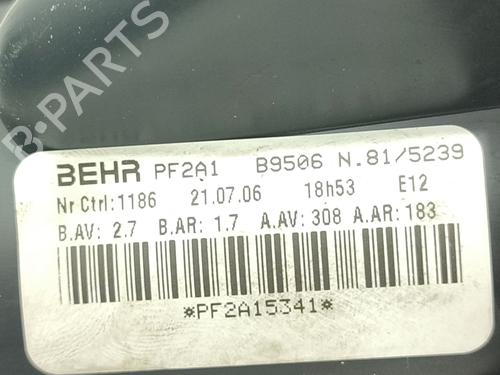 B-PARTS
BEHR PF2A1 B9506 N.81/5239
Nr Ctrl:1186 21.07.06 18h53 E12
B.AV: 2.7 B.AR: 1.7 A.AV: 308 A.AR: 183
*PF2A15341*